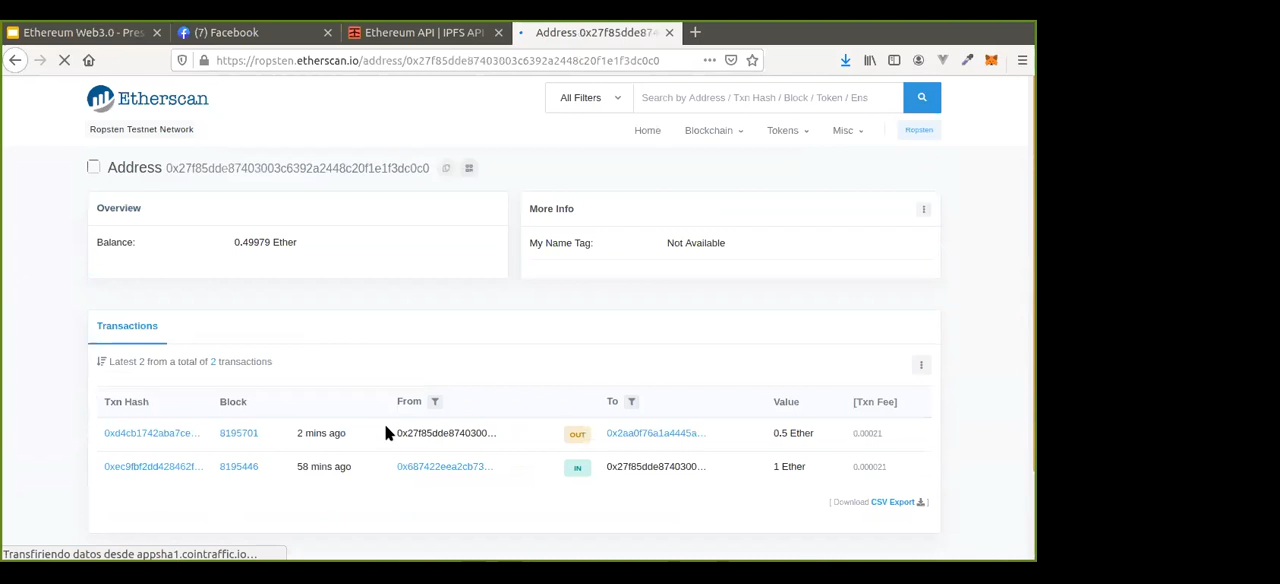 Ethereum Web3.0 - Pres
(7) Facebook
Ethereum API | IPFS API
Address 0x27f85dde874
https://ropsten.etherscan.io/address/0x27f85dde87403003c6392a2448c20f1e1f3dc0c0
Etherscan
All Filters
Search by Address / Txn Hash / Block / Token / Ens
Ropsten Testnet Network
Home Blockchain Tokens Misc Ropsten
Address 0x27f85dde87403003c6392a2448c20f1e1f3dc0c0
Overview
More Info
Balance: 0.49979 Ether
My Name Tag: Not Available
Transactions
Latest 2 from a total of 2 transactions
Txn Hash Block From To Value [Txn Fee]
0xd4cb1742aba7ce... 8195701 2 mins ago 0x27f85dde8740300... OUT 0x2aa0f76a1a4445a... 0.5 Ether 0.00021
0xec9fbf2dd428462f... 8195446 58 mins ago 0x687422eea2cb73... IN 0x27f85dde8740300... 1 Ether 0.000021
[ Download CSV Export ]
Transfiriendo datos desde appsha1.cointraffic.io...